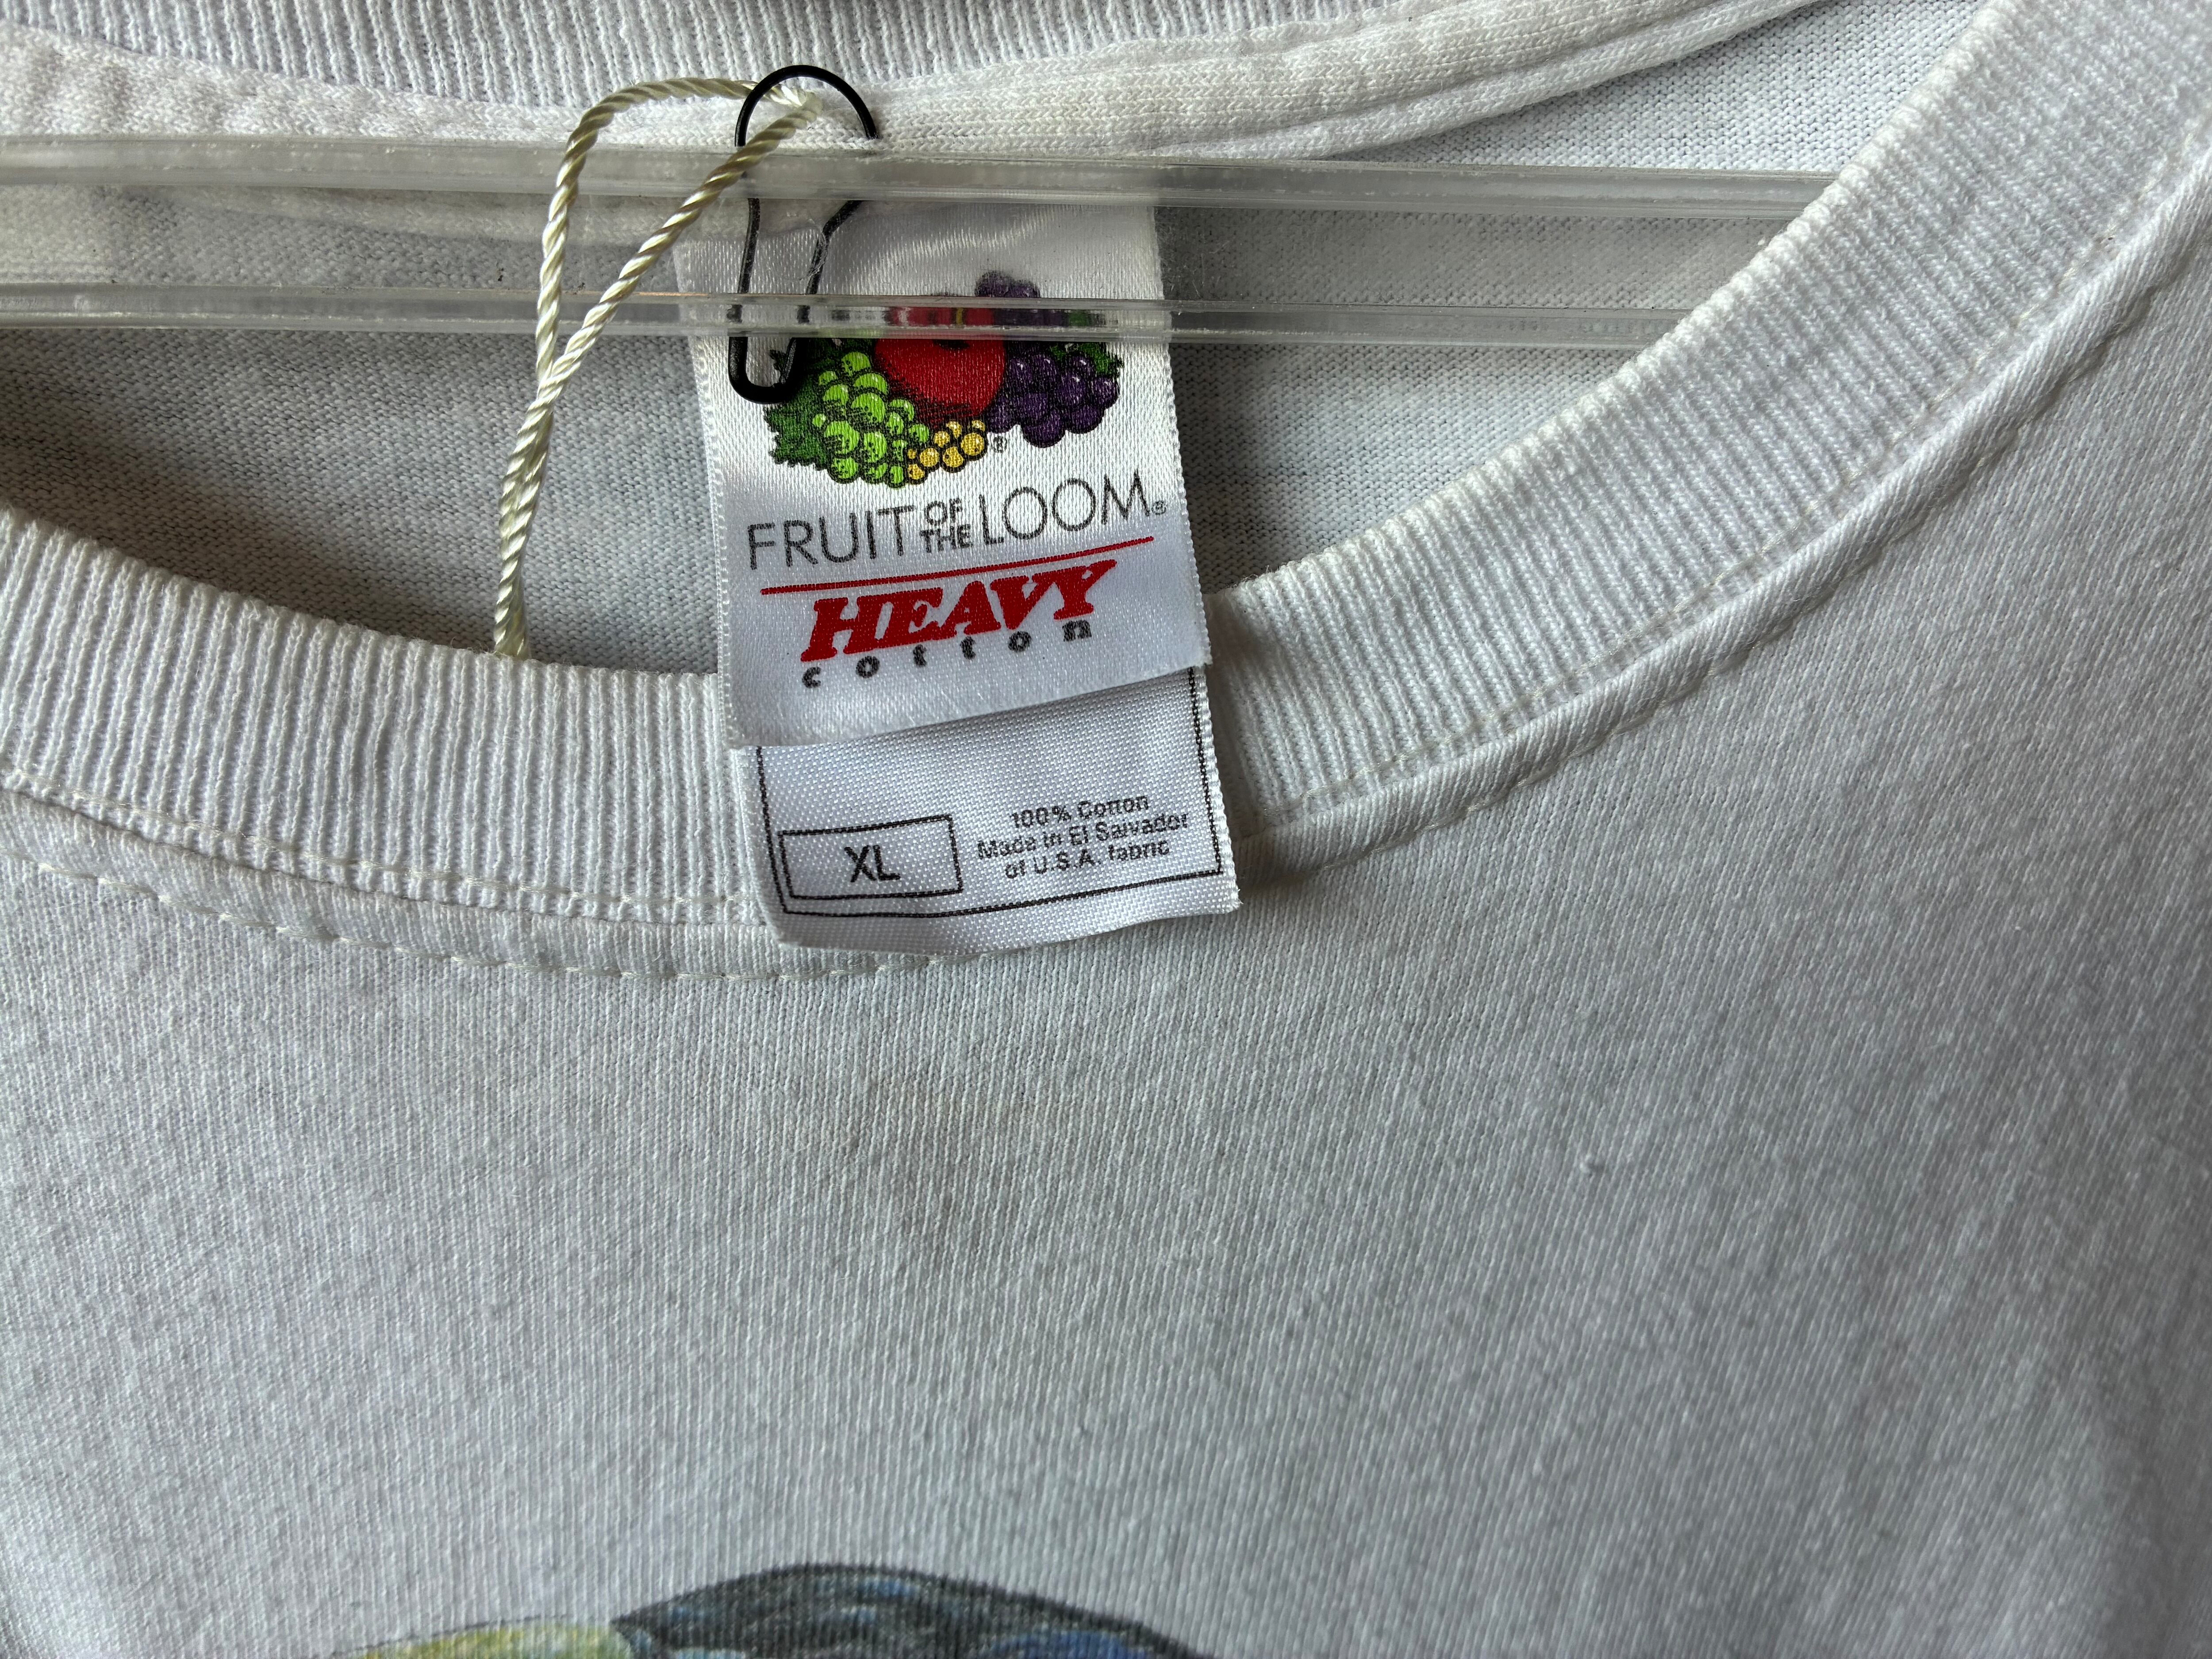 FRUIT OF THE LOOM®
HEAVY
cotton
XL
100% Cotton
Made in El Salvador
of U.S.A. fabric